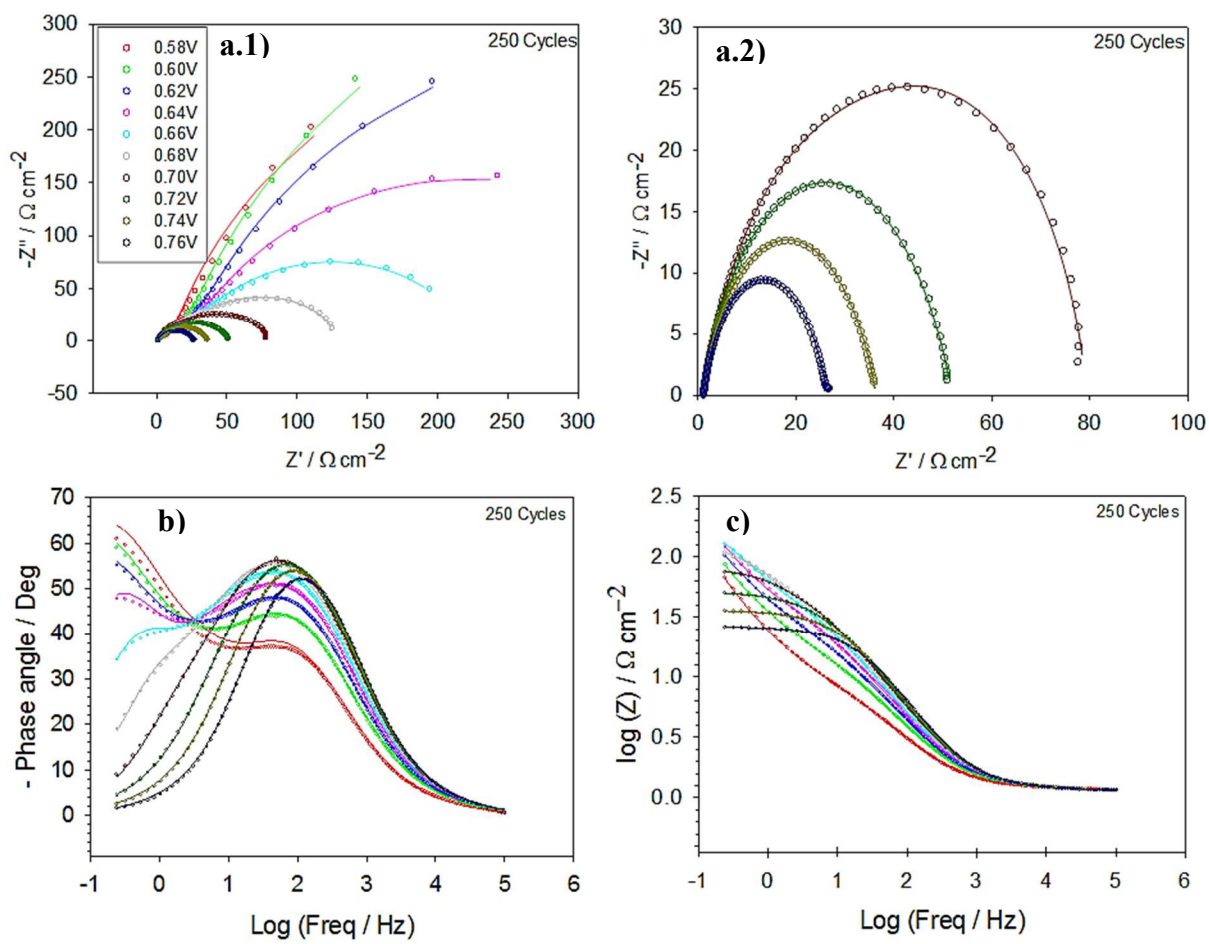 a.1)
250 Cycles
0.58V
0.60V
0.62V
0.64V
0.66V
0.68V
0.70V
0.72V
0.74V
0.76V
300
250
200
150
100
50
0
-50
-Z" / Ω cm⁻²
0 50 100 150 200 250 300
Z' / Ω cm⁻²
a.2)
250 Cycles
30
25
20
15
10
5
0
-Z" / Ω cm⁻²
0 20 40 60 80 100
Z' / Ω cm⁻²
b)
250 Cycles
70
60
50
40
30
20
10
0
- Phase angle / Deg
-1 0 1 2 3 4 5 6
Log (Freq / Hz)
c)
250 Cycles
2.5
2.0
1.5
1.0
0.5
0.0
log (Z) / Ω cm⁻²
-1 0 1 2 3 4 5 6
Log (Freq / Hz)